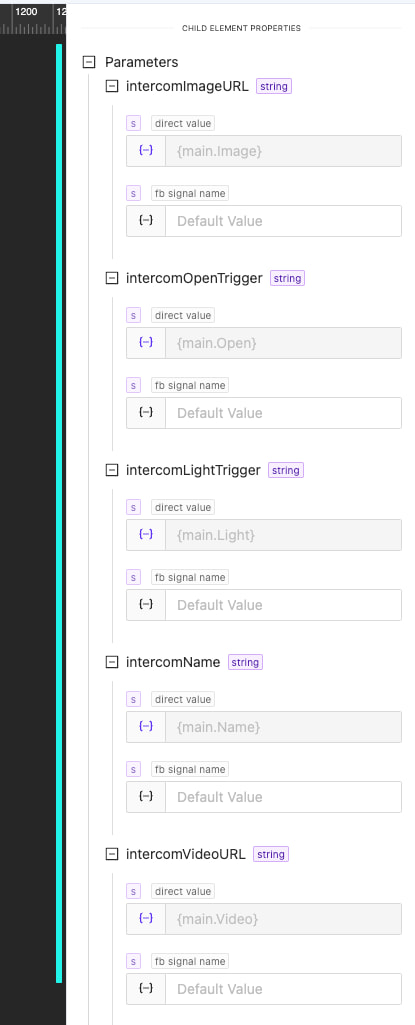 1200
12
CHILD ELEMENT PROPERTIES
Parameters
intercomImageURL string
s direct value
{main.Image}
s fb signal name
Default Value
intercomOpenTrigger string
s direct value
{main.Open}
s fb signal name
Default Value
intercomLightTrigger string
s direct value
{main.Light}
s fb signal name
Default Value
intercomName string
s direct value
{main.Name}
s fb signal name
Default Value
intercomVideoURL string
s direct value
{main.Video}
s fb signal name
Default Value